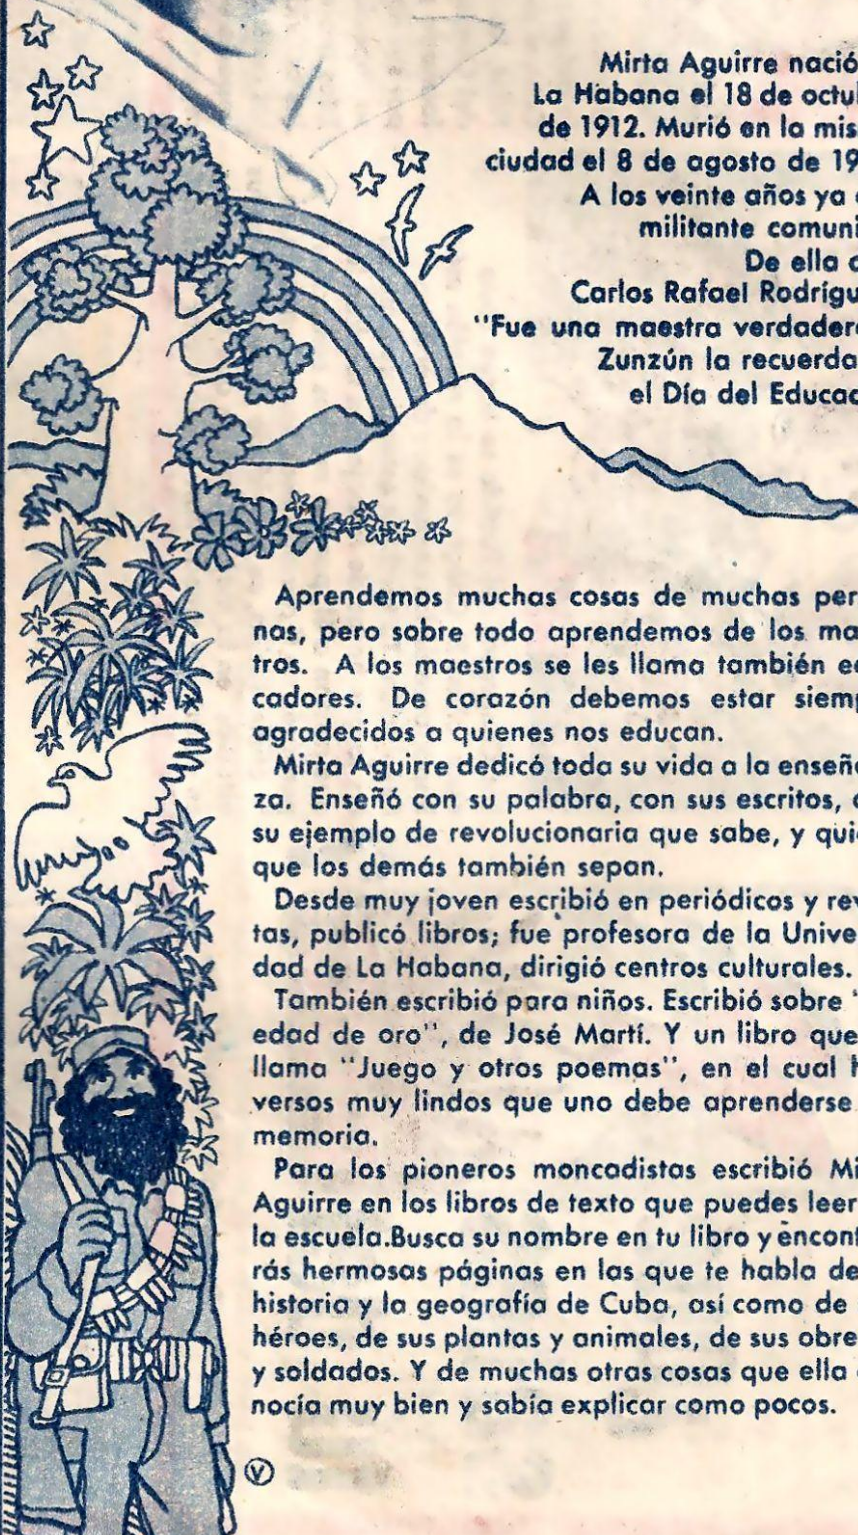 Mirta Aguirre nació
La Habana el 18 de octu
de 1912. Murió en la mis
ciudad el 8 de agosto de 19
A los veinte años ya
militante comuni
De ella
Carlos Rafael Rodrígu
"Fue una maestra verdader
Zunzún la recuerda
el Día del Educa
Aprendemos muchas cosas de muchas per
nas, pero sobre todo aprendemos de los ma
tros. A los maestros se les llama también e
cadores. De corazón debemos estar siem
agradecidos a quienes nos educan.
Mirta Aguirre dedicó toda su vida a la enseñ
za. Enseñó con su palabra, con sus escritos,
su ejemplo de revolucionaria que sabe, y qui
que los demás también sepan.
Desde muy joven escribió en periódicos y rev
tas, publicó libros; fue profesora de la Unive
dad de La Habana, dirigió centros culturales.
También escribió para niños. Escribió sobre "
edad de oro", de José Martí. Y un libro que
llama "Juego y otros poemas", en el cual h
versos muy lindos que uno debe aprenderse
memoria.
Para los pioneros moncadistas escribió Mi
Aguirre en los libros de texto que puedes leer
la escuela.Busca su nombre en tu libro y encont
rás hermosas páginas en las que te habla de
historia y la geografía de Cuba, así como de
héroes, de sus plantas y animales, de sus obre
y soldados. Y de muchas otras cosas que ella
nocía muy bien y sabía explicar como pocos.
V